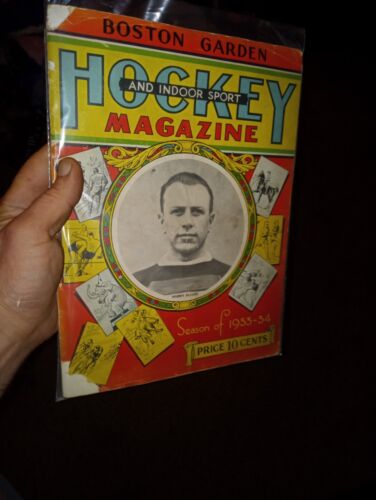 BOSTON GARDEN
HOCKEY
AND INDOOR SPORT
MAGAZINE
Season of 1933-34
PRICE 10 CENTS